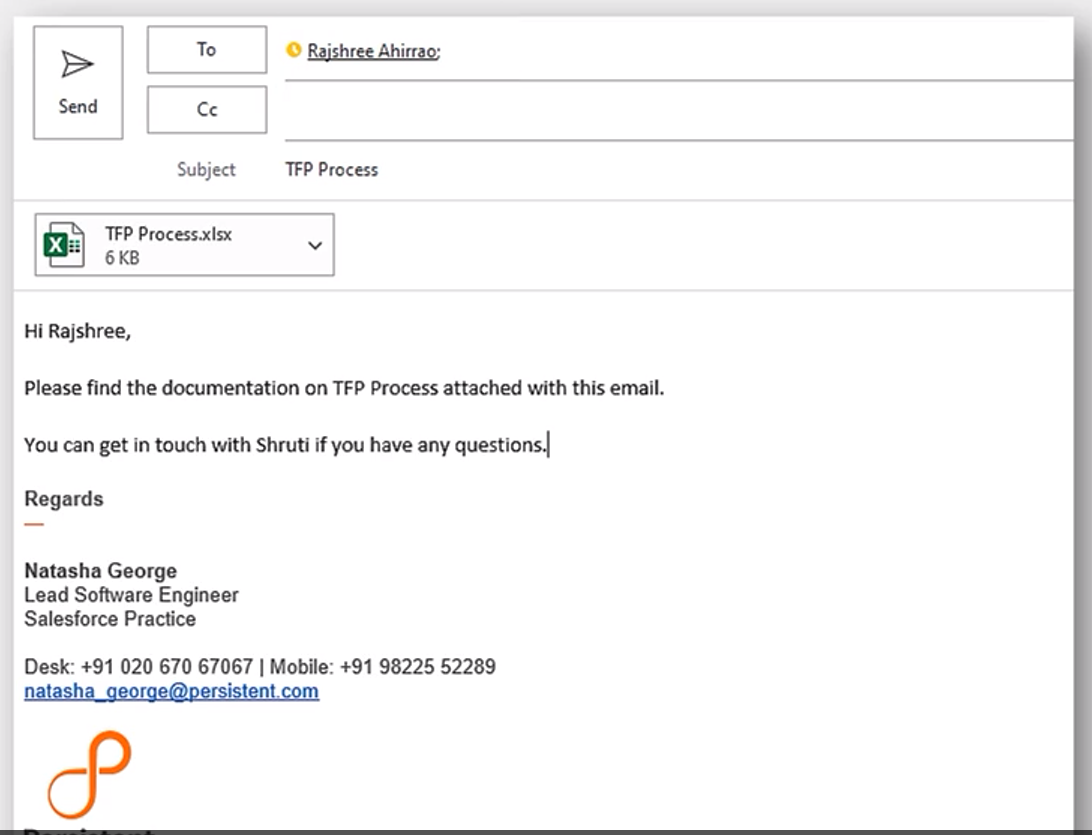 Send
To
Rajshree Ahirrao;
Cc
Subject
TFP Process
TFP Process.xlsx
6 KB
Hi Rajshree,
Please find the documentation on TFP Process attached with this email.
You can get in touch with Shruti if you have any questions.
Regards
Natasha George
Lead Software Engineer
Salesforce Practice
Desk: +91 020 670 67067 | Mobile: +91 98225 52289
natasha_george@persistent.com